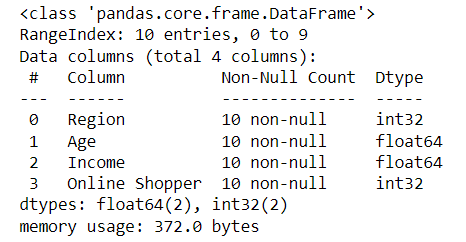 <class 'pandas.core.frame.DataFrame'>
RangeIndex: 10 entries, 0 to 9
Data columns (total 4 columns):
 #   Column          Non-Null Count  Dtype
---  ------          --------------  -----
 0   Region          10 non-null     int32
 1   Age             10 non-null     float64
 2   Income          10 non-null     float64
 3   Online Shopper  10 non-null     int32
dtypes: float64(2), int32(2)
memory usage: 372.0 bytes